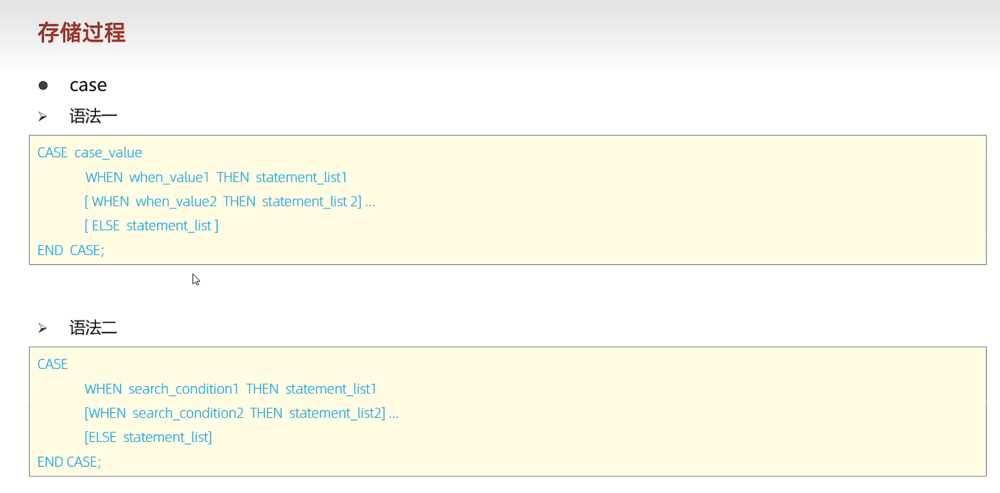 存储过程
case
语法一
CASE case_value
WHEN when_value1 THEN statement_list1
[ WHEN when_value2 THEN statement_list 2] ...
[ ELSE statement_list ]
END CASE;
语法二
CASE
WHEN search_condition1 THEN statement_list1
[WHEN search_condition2 THEN statement_list2] ...
[ELSE statement_list]
END CASE;